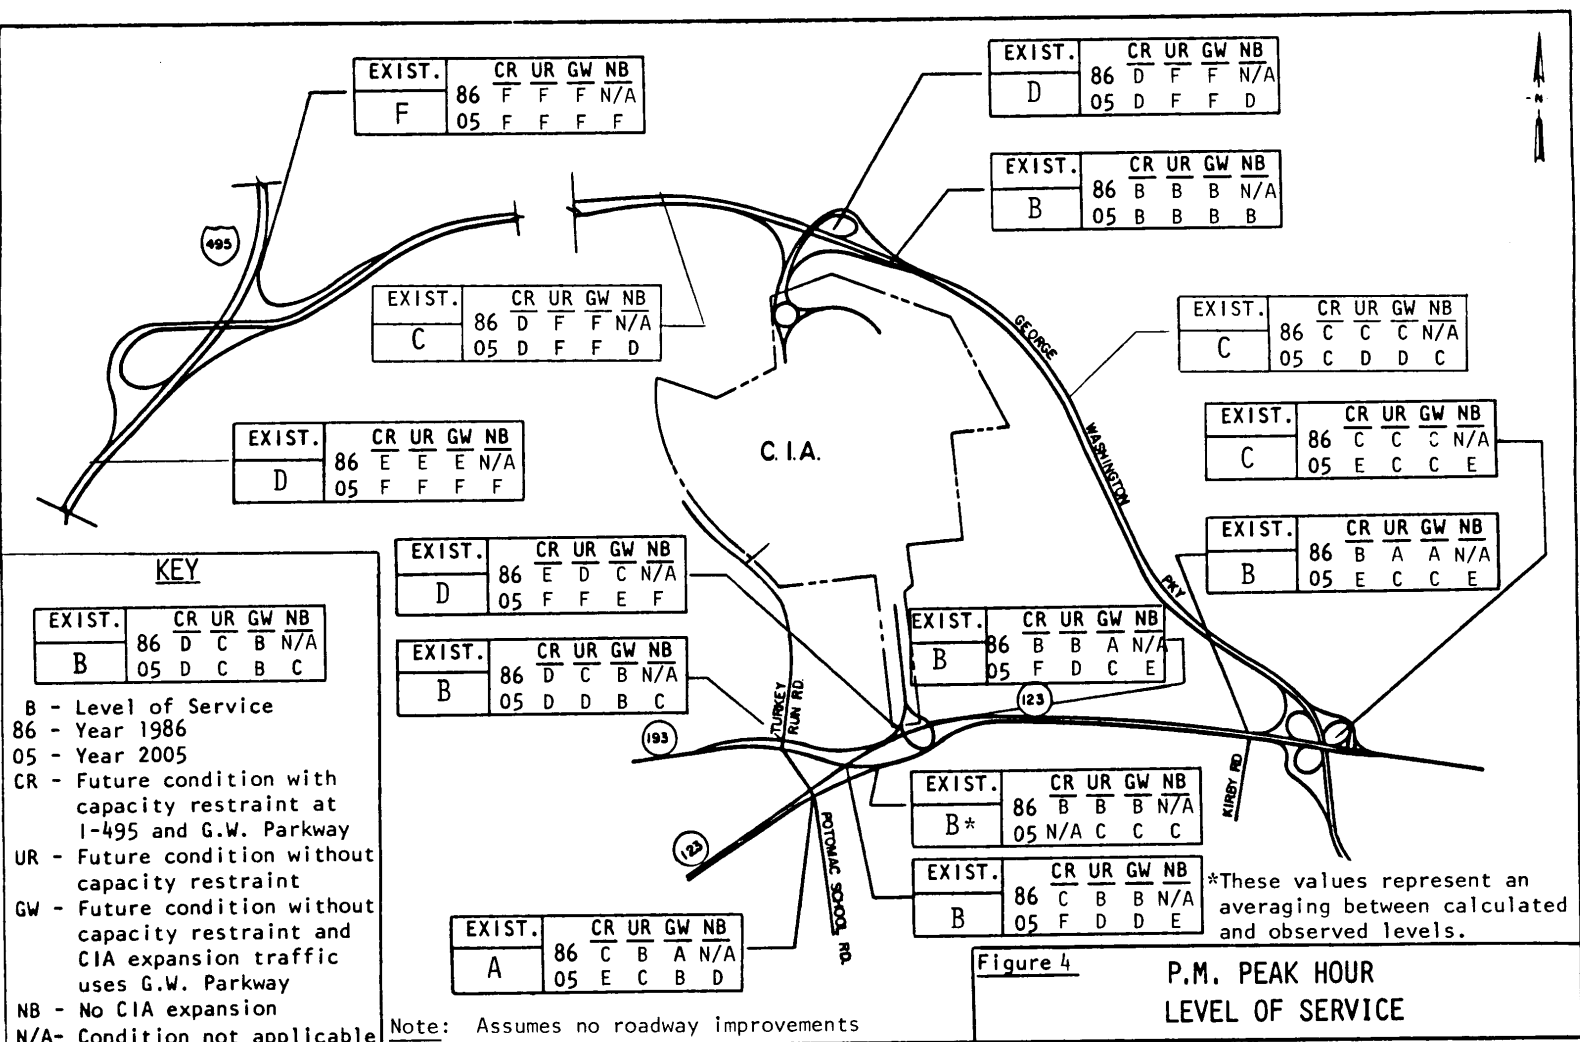 EXIST. CR UR GW NB
F 86 F F F N/A
05 F F F F
EXIST. CR UR GW NB
D 86 D F F N/A
05 D F F D
-N-
EXIST. CR UR GW NB
B 86 B B B N/A
05 B B B B
495
EXIST. CR UR GW NB
C 86 D F F N/A
05 D F F D
GEORGE
WASHINGTON
PKY
EXIST. CR UR GW NB
C 86 C C C N/A
05 C D D C
EXIST. CR UR GW NB
C 86 C C C N/A
05 E C C E
EXIST. CR UR GW NB
D 86 E E E N/A
05 F F F F
C.I.A.
EXIST. CR UR GW NB
B 86 B A A N/A
05 E C C E
EXIST. CR UR GW NB
D 86 E D C N/A
05 F F E F
EXIST. CR UR GW NB
B 86 B B A N/A
05 F D C E
EXIST. CR UR GW NB
B 86 D C B N/A
05 D D B C
TURKEY
RUN RD.
193
123
KIRBY RD
EXIST. CR UR GW NB
B* 86 B B B N/A
05 N/A C C C
123
POTOMAC SCHOOL RD.
EXIST. CR UR GW NB
B 86 C B B N/A
05 F D D E
*These values represent an
averaging between calculated
and observed levels.
EXIST. CR UR GW NB
A 86 C B A N/A
05 E C B D
KEY
EXIST. CR UR GW NB
B 86 D C B N/A
05 D C B C
B - Level of Service
86 - Year 1986
05 - Year 2005
CR - Future condition with
capacity restraint at
I-495 and G.W. Parkway
UR - Future condition without
capacity restraint
GW - Future condition without
capacity restraint and
CIA expansion traffic
uses G.W. Parkway
NB - No CIA expansion
N/A- Condition not applicable
Note: Assumes no roadway improvements
Figure 4
P.M. PEAK HOUR
LEVEL OF SERVICE